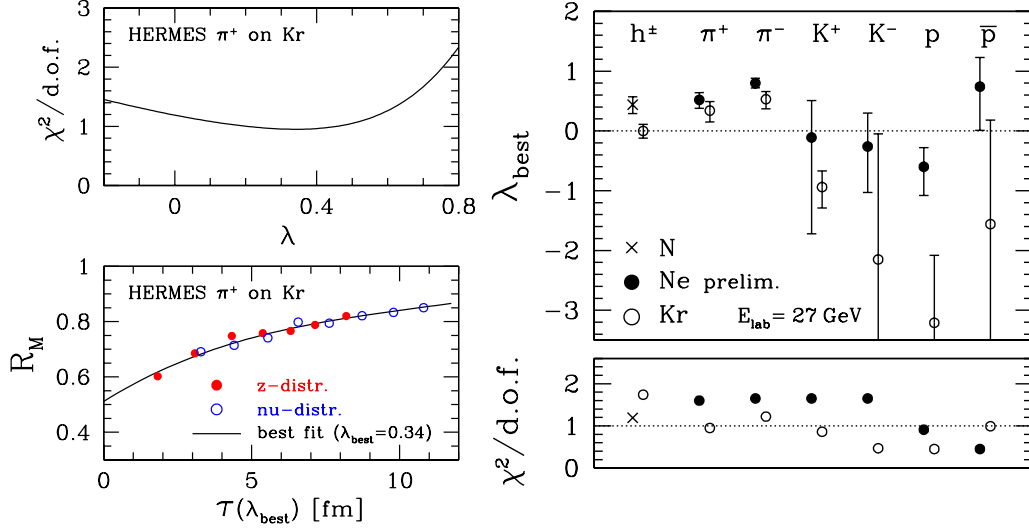 HERMES π⁺ on Kr
χ²/d.o.f.
3
2
1
0
0
0.4
0.8
λ
HERMES π⁺ on Kr
R_M
1
0.8
0.6
0.4
z-distr.
nu-distr.
best fit (λ_best=0.34)
0
5
10
τ(λ_best) [fm]
h± π⁺ π⁻ K⁺ K⁻ p p̅
λ_best
2
1
0
-1
-2
-3
N
Ne prelim.
Kr E_lab = 27 GeV
χ²/d.o.f.
2
1
0